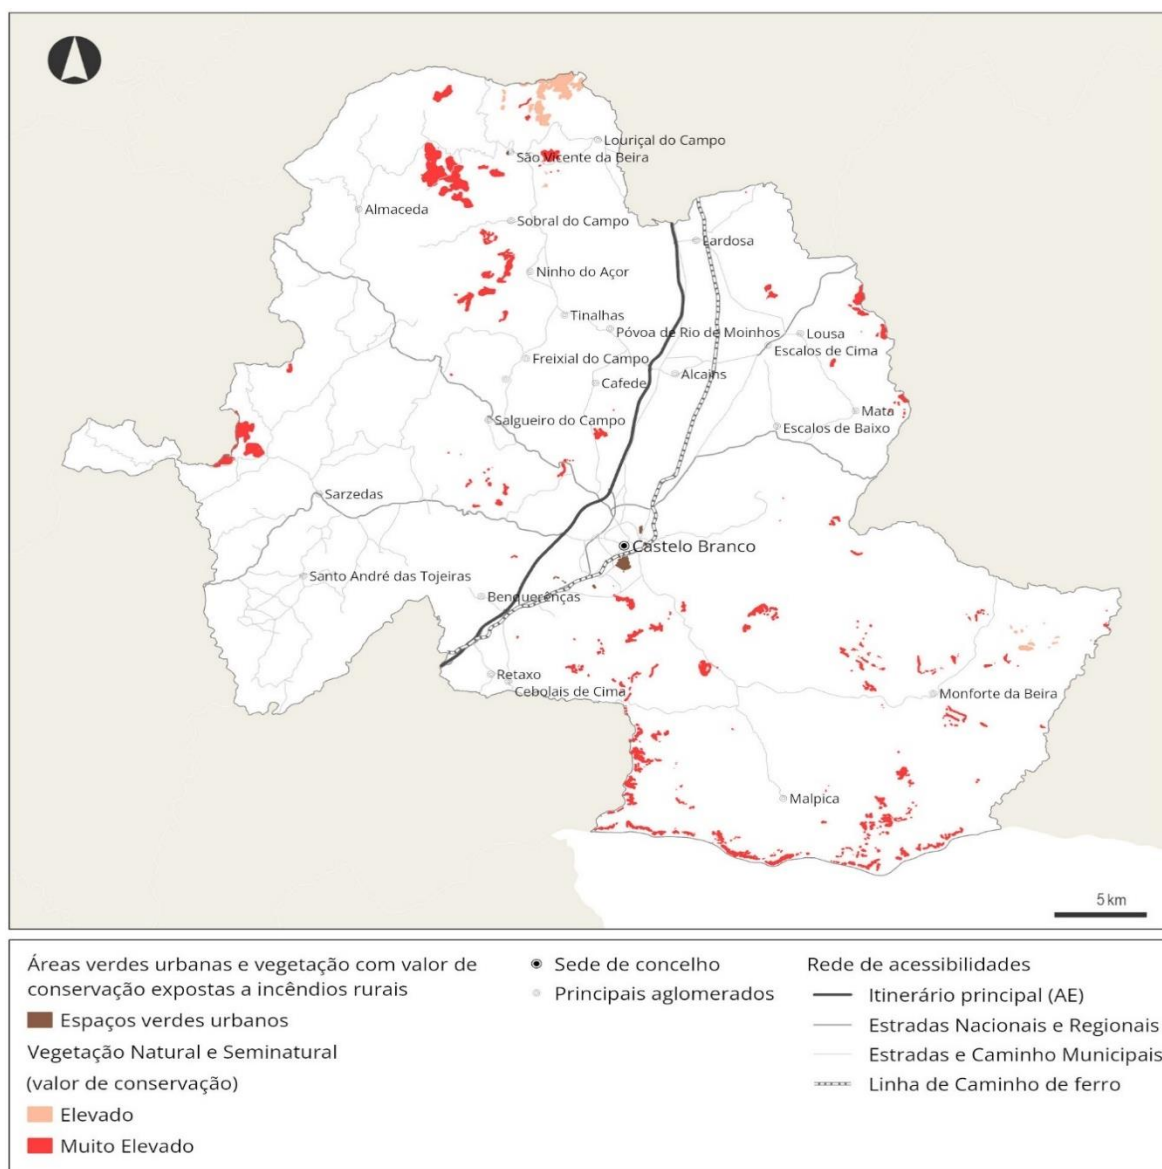 Louriçal do Campo
São Vicente da Beira
Almaceda
Sobral do Campo
Lardosa
Ninho do Açor
Tinalhas
Póvoa de Rio de Moinhos
Lousa
Escalos de Cima
Freixial do Campo
Alcains
Cafede
Mata
Salgueiro do Campo
Escalos de Baixo
Sarzedas
Castelo Branco
Santo André das Tojeiras
Benquerenças
Retaxo
Cebolais de Cima
Monforte da Beira
Malpica
5 km
Áreas verdes urbanas e vegetação com valor de
conservação expostas a incêndios rurais
Espaços verdes urbanos
Vegetação Natural e Seminatural
(valor de conservação)
Elevado
Muito Elevado
Sede de concelho
Principais aglomerados
Rede de acessibilidades
Itinerário principal (AE)
Estradas Nacionais e Regionais
Estradas e Caminho Municipais
Linha de Caminho de ferro